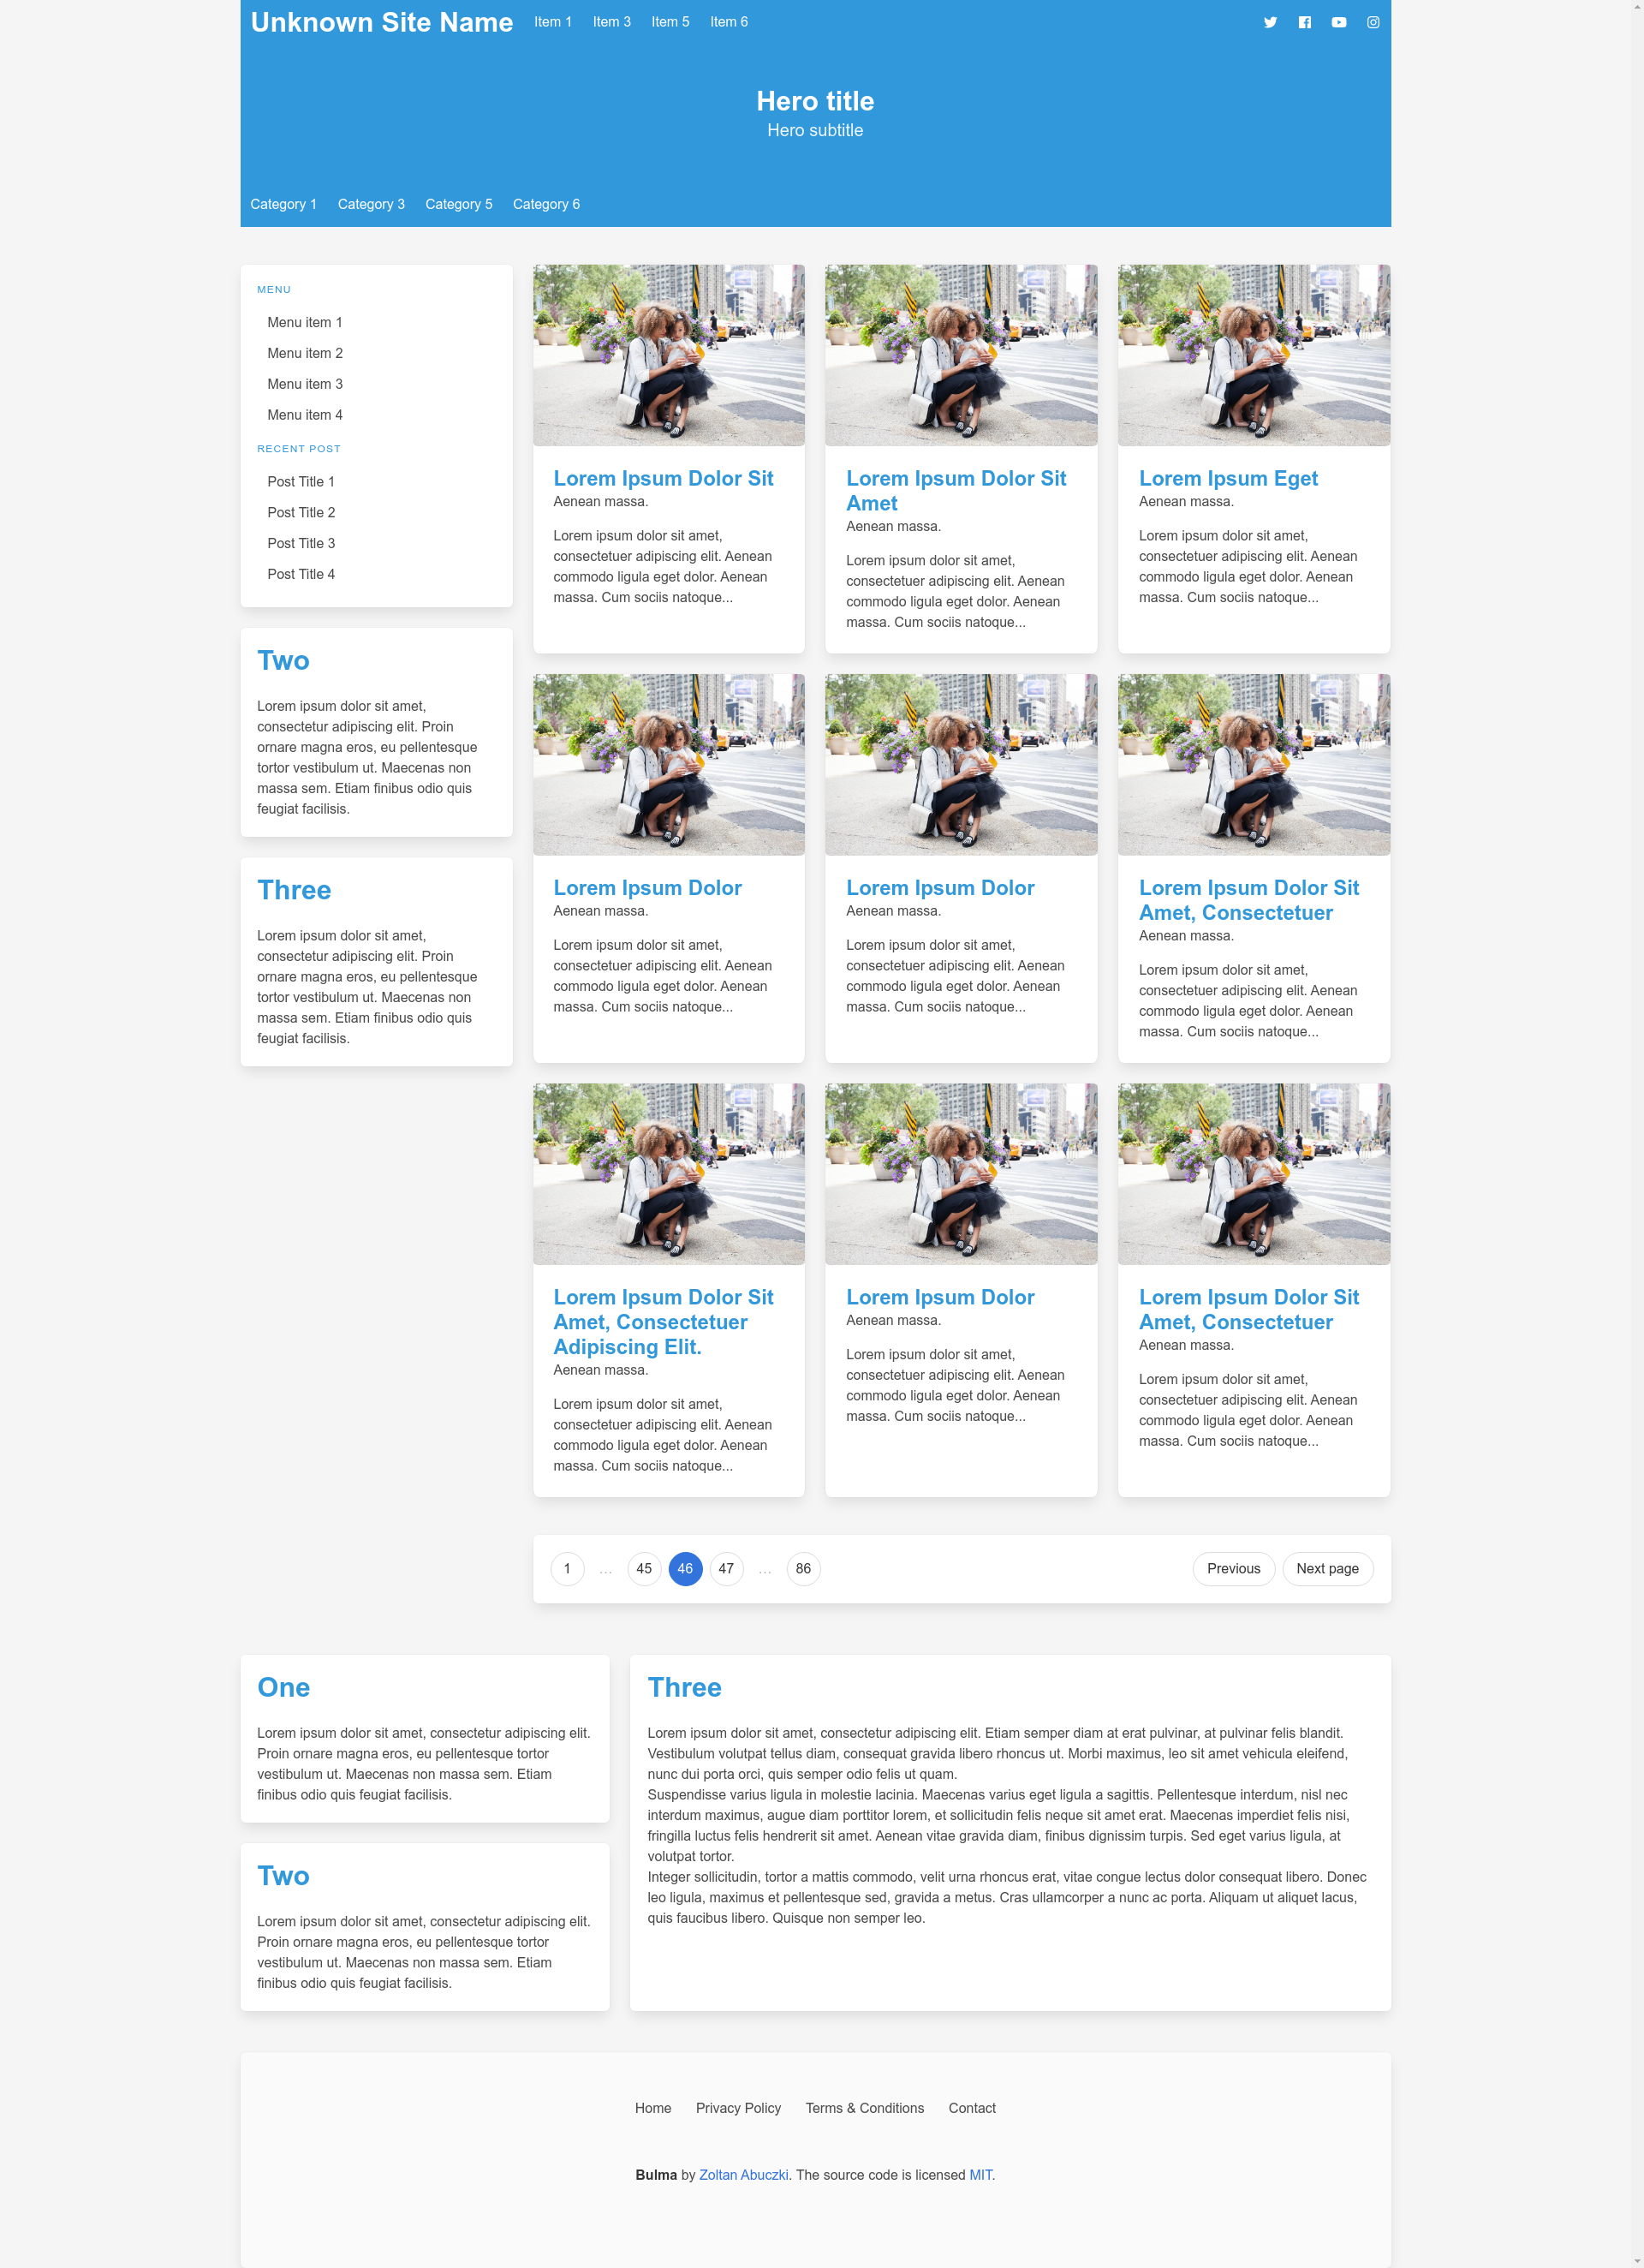 Unknown Site Name Item 1 Item 3 Item 5 Item 6
Hero title
Hero subtitle
Category 1 Category 3 Category 5 Category 6
MENU
Menu item 1
Menu item 2
Menu item 3
Menu item 4
RECENT POST
Post Title 1
Post Title 2
Post Title 3
Post Title 4
Two
Lorem ipsum dolor sit amet,
consectetur adipiscing elit. Proin
ornare magna eros, eu pellentesque
tortor vestibulum ut. Maecenas non
massa sem. Etiam finibus odio quis
feugiat facilisis.
Three
Lorem ipsum dolor sit amet,
consectetur adipiscing elit. Proin
ornare magna eros, eu pellentesque
tortor vestibulum ut. Maecenas non
massa sem. Etiam finibus odio quis
feugiat facilisis.
Lorem Ipsum Dolor Sit
Aenean massa.
Lorem ipsum dolor sit amet,
consectetuer adipiscing elit. Aenean
commodo ligula eget dolor. Aenean
massa. Cum sociis natoque...
Lorem Ipsum Dolor Sit
Amet
Aenean massa.
Lorem ipsum dolor sit amet,
consectetuer adipiscing elit. Aenean
commodo ligula eget dolor. Aenean
massa. Cum sociis natoque...
Lorem Ipsum Eget
Aenean massa.
Lorem ipsum dolor sit amet,
consectetuer adipiscing elit. Aenean
commodo ligula eget dolor. Aenean
massa. Cum sociis natoque...
Lorem Ipsum Dolor
Aenean massa.
Lorem ipsum dolor sit amet,
consectetuer adipiscing elit. Aenean
commodo ligula eget dolor. Aenean
massa. Cum sociis natoque...
Lorem Ipsum Dolor
Aenean massa.
Lorem ipsum dolor sit amet,
consectetuer adipiscing elit. Aenean
commodo ligula eget dolor. Aenean
massa. Cum sociis natoque...
Lorem Ipsum Dolor Sit
Amet, Consectetuer
Aenean massa.
Lorem ipsum dolor sit amet,
consectetuer adipiscing elit. Aenean
commodo ligula eget dolor. Aenean
massa. Cum sociis natoque...
Lorem Ipsum Dolor Sit
Amet, Consectetuer
Adipiscing Elit.
Aenean massa.
Lorem ipsum dolor sit amet,
consectetuer adipiscing elit. Aenean
commodo ligula eget dolor. Aenean
massa. Cum sociis natoque...
Lorem Ipsum Dolor
Aenean massa.
Lorem ipsum dolor sit amet,
consectetuer adipiscing elit. Aenean
commodo ligula eget dolor. Aenean
massa. Cum sociis natoque...
Lorem Ipsum Dolor Sit
Amet, Consectetuer
Aenean massa.
Lorem ipsum dolor sit amet,
consectetuer adipiscing elit. Aenean
commodo ligula eget dolor. Aenean
massa. Cum sociis natoque...
1 … 45 46 47 … 86 Previous Next page
One
Lorem ipsum dolor sit amet, consectetur adipiscing elit.
Proin ornare magna eros, eu pellentesque tortor
vestibulum ut. Maecenas non massa sem. Etiam
finibus odio quis feugiat facilisis.
Two
Lorem ipsum dolor sit amet, consectetur adipiscing elit.
Proin ornare magna eros, eu pellentesque tortor
vestibulum ut. Maecenas non massa sem. Etiam
finibus odio quis feugiat facilisis.
Three
Lorem ipsum dolor sit amet, consectetur adipiscing elit. Etiam semper diam at erat pulvinar, at pulvinar felis blandit.
Vestibulum volutpat tellus diam, consequat gravida libero rhoncus ut. Morbi maximus, leo sit amet vehicula eleifend,
nunc dui porta orci, quis semper odio felis ut quam.
Suspendisse varius ligula in molestie lacinia. Maecenas varius eget ligula a sagittis. Pellentesque interdum, nisl nec
interdum maximus, augue diam porttitor lorem, et sollicitudin felis neque sit amet erat. Maecenas imperdiet felis nisi,
fringilla luctus felis hendrerit sit amet. Aenean vitae gravida diam, finibus dignissim turpis. Sed eget varius ligula, at
volutpat tortor.
Integer sollicitudin, tortor a mattis commodo, velit urna rhoncus erat, vitae congue lectus dolor consequat libero. Donec
leo ligula, maximus et pellentesque sed, gravida a metus. Cras ullamcorper a nunc ac porta. Aliquam ut aliquet lacus,
quis faucibus libero. Quisque non semper leo.
Home Privacy Policy Terms & Conditions Contact
Bulma by Zoltan Abuczki. The source code is licensed MIT.